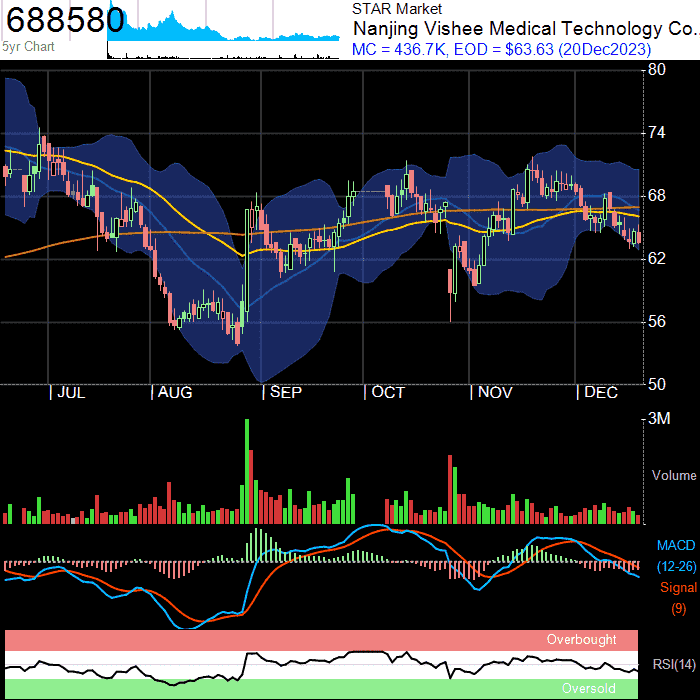 688580
STAR Market
Nanjing Vishee Medical Technology Co..
5yr Chart
MC = 436.7K, EOD = $63.63 (20Dec2023)
80
74
68
62
56
50
| JUL | AUG | SEP | OCT | NOV | DEC
3M
Volume
MACD
(12-26)
Signal
(9)
Overbought
RSI(14)
Oversold